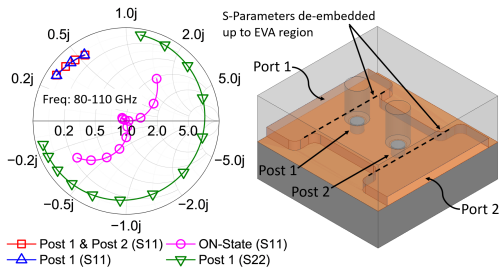 1.0j
0.5j
2.0j
0.2j
5.0j
Freq: 80-110 GHz
0.2 0.5 1.0 2.0 5.0
−0.2j
−5.0j
−0.5j
−2.0j
−1.0j
Post 1 & Post 2 (S11)
ON-State (S11)
Post 1 (S11)
Post 1 (S22)
S-Parameters de-embedded
up to EVA region
Port 1
Post 1
Post 2
Port 2